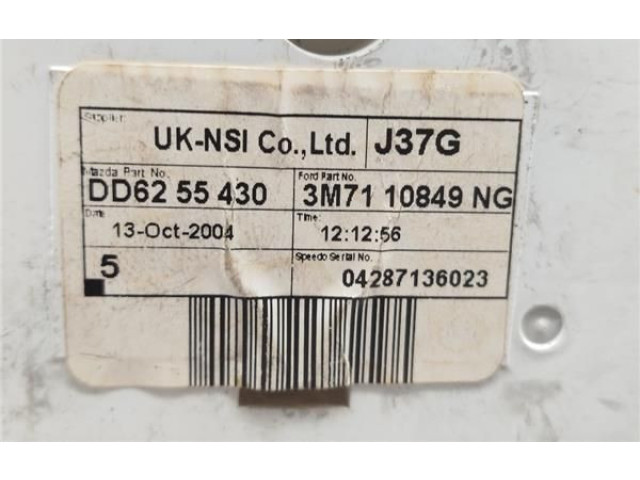 Supplier
UK-NSI Co.,Ltd. J37G
Mazda Part No. Ford Part No.
DD62 55 430 3M71 10849 NG
Date Time:
13-Oct-2004 12:12:56
5 Speedo Serial No.
04287136023